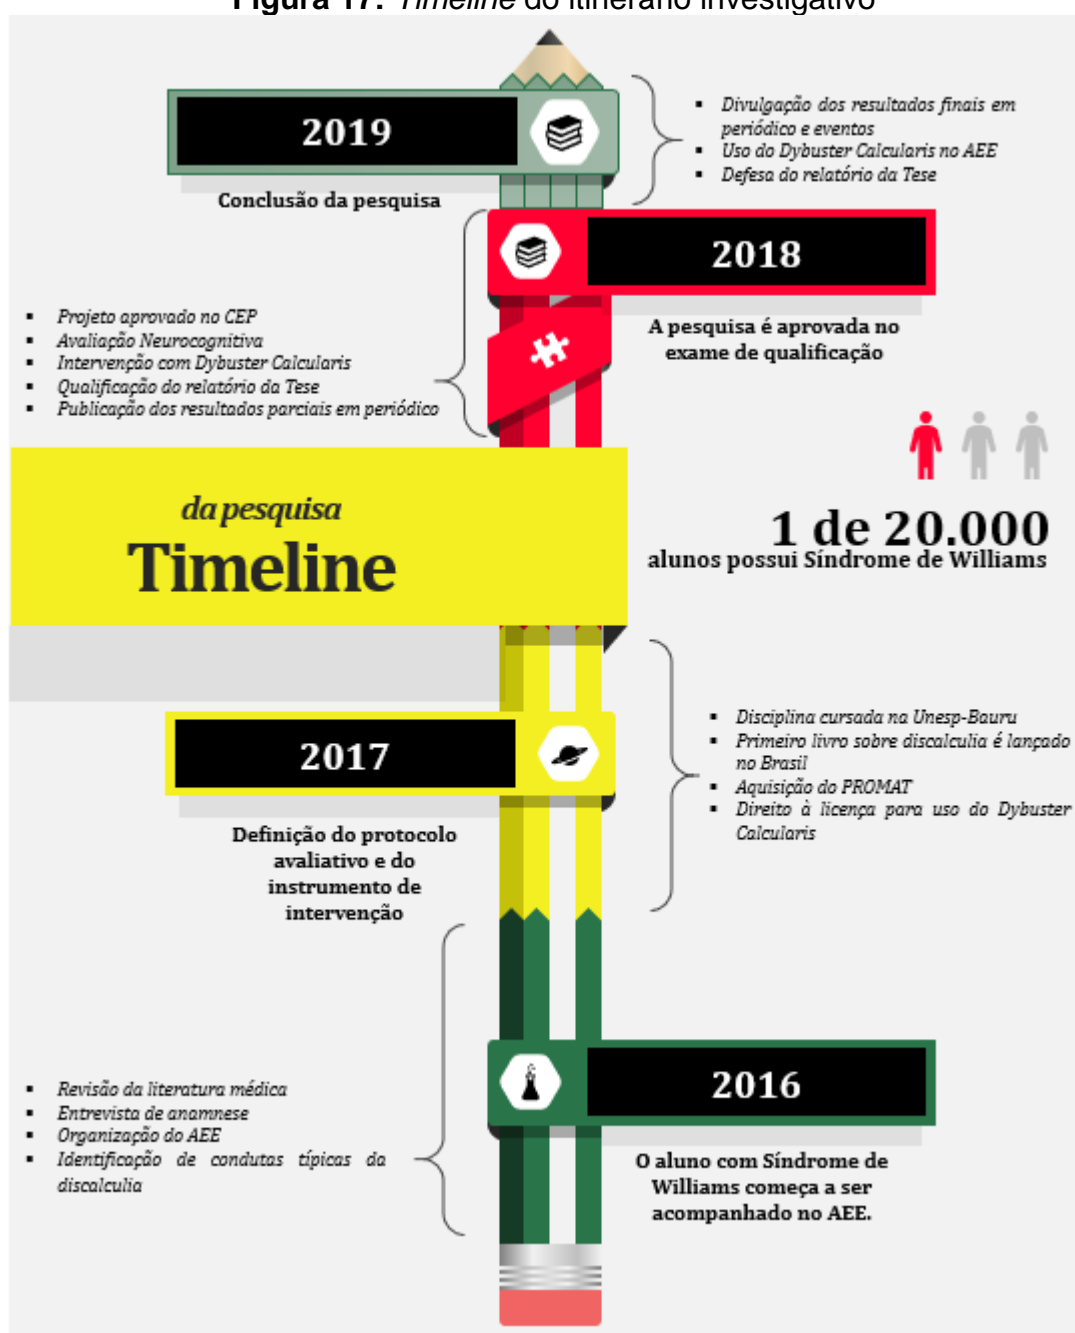 Figura 17: Timeline do itinerário investigativo
2019
Conclusão da pesquisa
▪ Divulgação dos resultados finais em
periódico e eventos
▪ Uso do Dybuster Calcularis no AEE
▪ Defesa do relatório da Tese
2018
A pesquisa é aprovada no
exame de qualificação
▪ Projeto aprovado no CEP
▪ Avaliação Neurocognitiva
▪ Intervenção com Dybuster Calcularis
▪ Qualificação do relatório da Tese
▪ Publicação dos resultados parciais em periódico
da pesquisa
Timeline
1 de 20.000
alunos possui Síndrome de Williams
2017
Definição do protocolo
avaliativo e do
instrumento de
intervenção
▪ Disciplina cursada na Unesp-Bauru
▪ Primeiro livro sobre discalculia é lançado
no Brasil
▪ Aquisição do PROMAT
▪ Direito à licença para uso do Dybuster
Calcularis
2016
O aluno com Síndrome de
Williams começa a ser
acompanhado no AEE.
▪ Revisão da literatura médica
▪ Entrevista de anamnese
▪ Organização do AEE
▪ Identificação de condutas típicas da
discalculia